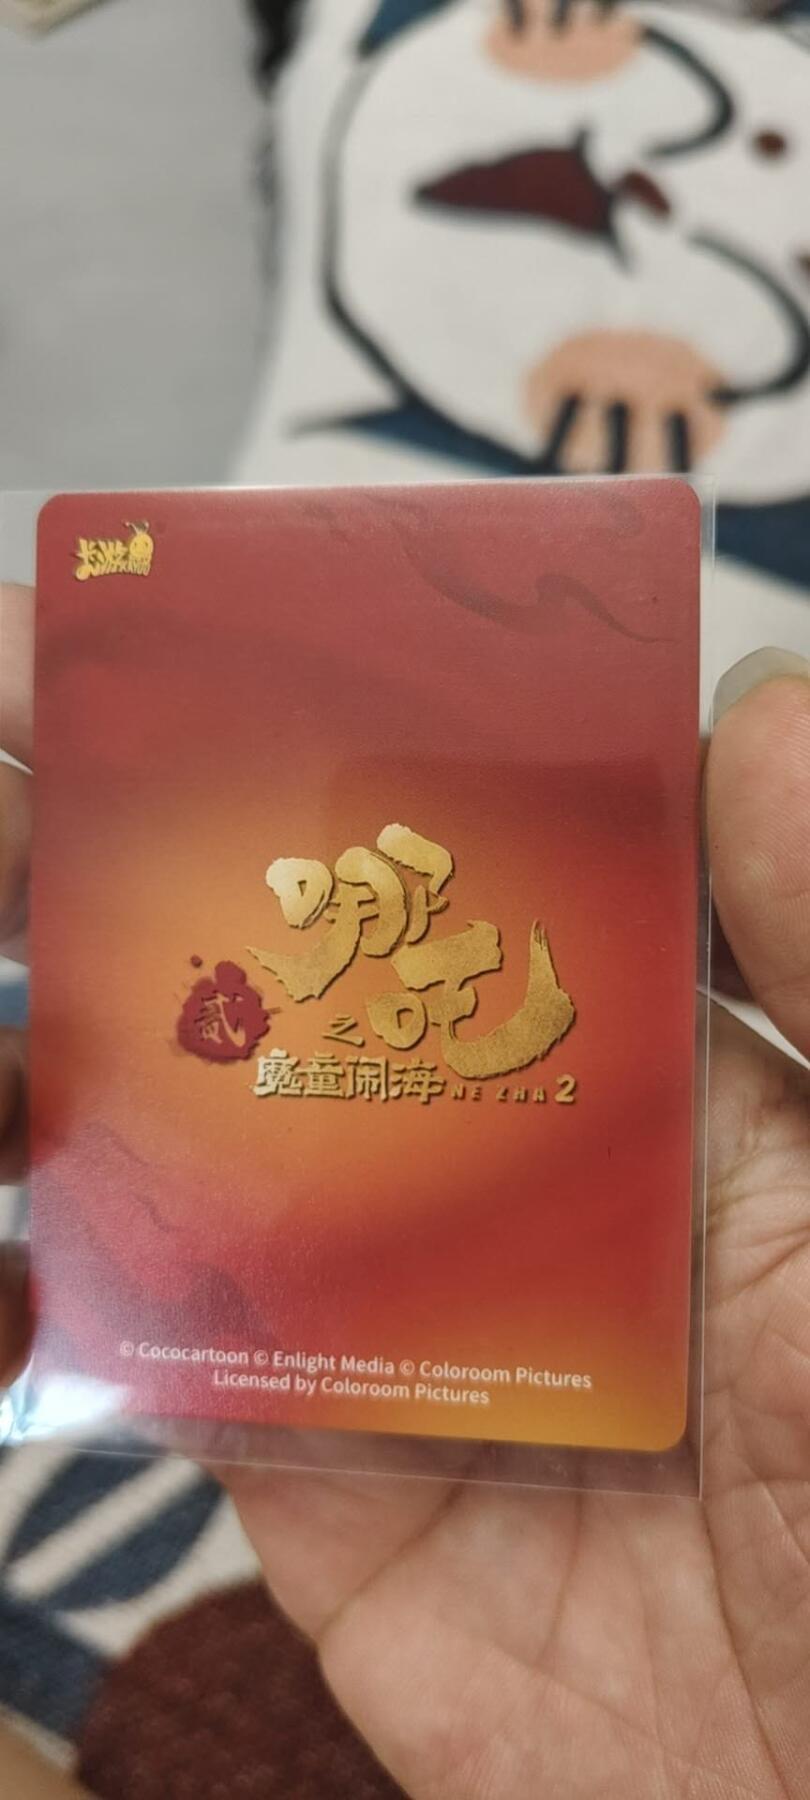 卡游 KAYOU
哪吒
贰
之
魔童闹海 NE ZHA 2
© Cococartoon © Enlight Media © Coloroom Pictures
Licensed by Coloroom Pictures